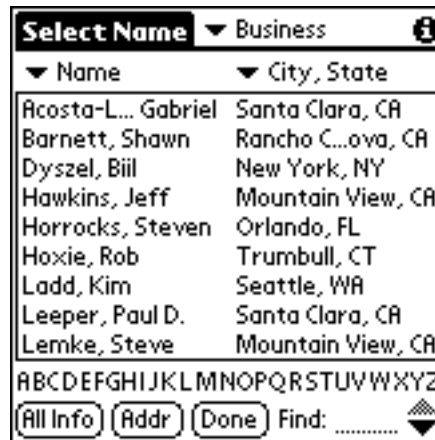 Select Name Business
Name City, State
Acosta-L... Gabriel Santa Clara, CA
Barnett, Shawn Rancho C...ova, CA
Dyszel, Biil New York, NY
Hawkins, Jeff Mountain View, CA
Horrocks, Steven Orlando, FL
Hoxie, Rob Trumbull, CT
Ladd, Kim Seattle, WA
Leeper, Paul D. Santa Clara, CA
Lemke, Steve Mountain View, CA
ABCDEFGHIJKLMNOPQRSTUVWXYZ
All Info Addr Done Find: